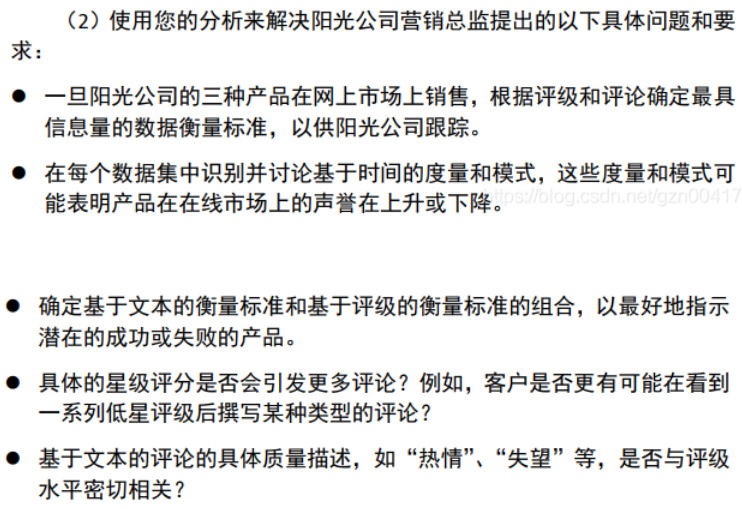 （2）使用您的分析来解决阳光公司营销总监提出的以下具体问题和要
求：
● 一旦阳光公司的三种产品在网上市场上销售，根据评级和评论确定最具
信息量的数据衡量标准，以供阳光公司跟踪。
● 在每个数据集中识别并讨论基于时间的度量和模式，这些度量和模式可
能表明产品在在线市场上的声誉在上升或下降。
https://blog.csdn.net/gzn00417
● 确定基于文本的衡量标准和基于评级的衡量标准的组合，以最好地指示
潜在的成功或失败的产品。
● 具体的星级评分是否会引发更多评论？例如，客户是否更有可能在看到
一系列低星评级后撰写某种类型的评论？
● 基于文本的评论的具体质量描述，如“热情”、“失望”等，是否与评级
水平密切相关？